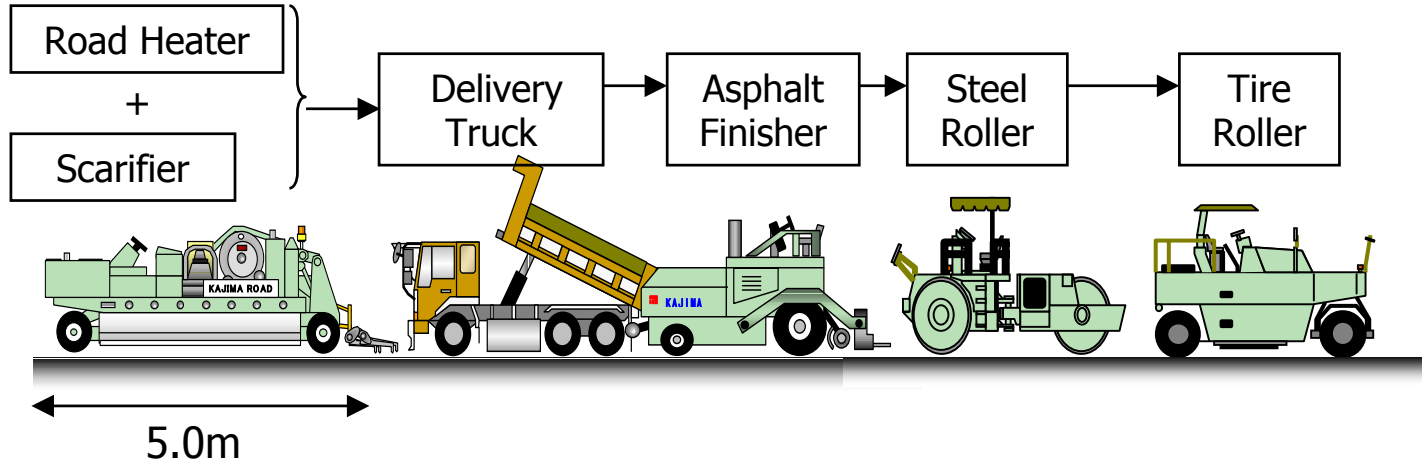 Road Heater
+
Scarifier
Delivery
Truck
Asphalt
Finisher
Steel
Roller
Tire
Roller
KAJIMA ROAD
KAJIMA
5.0m